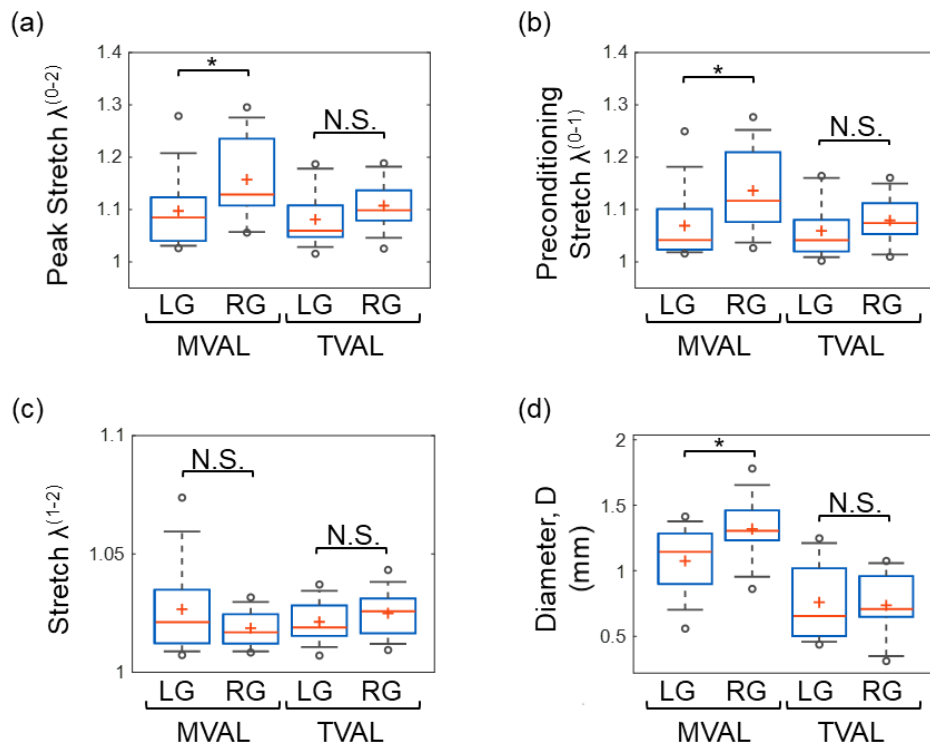 (a)
Peak Stretch λ(0-2)
1.4
1.3
1.2
1.1
1
*
N.S.
LG RG LG RG
MVAL TVAL
(b)
Preconditioning
Stretch λ(0-1)
1.4
1.3
1.2
1.1
1
*
N.S.
LG RG LG RG
MVAL TVAL
(c)
Stretch λ(1-2)
1.1
1.05
1
N.S.
N.S.
LG RG LG RG
MVAL TVAL
(d)
Diameter, D
(mm)
2
1.5
1
0.5
*
N.S.
LG RG LG RG
MVAL TVAL